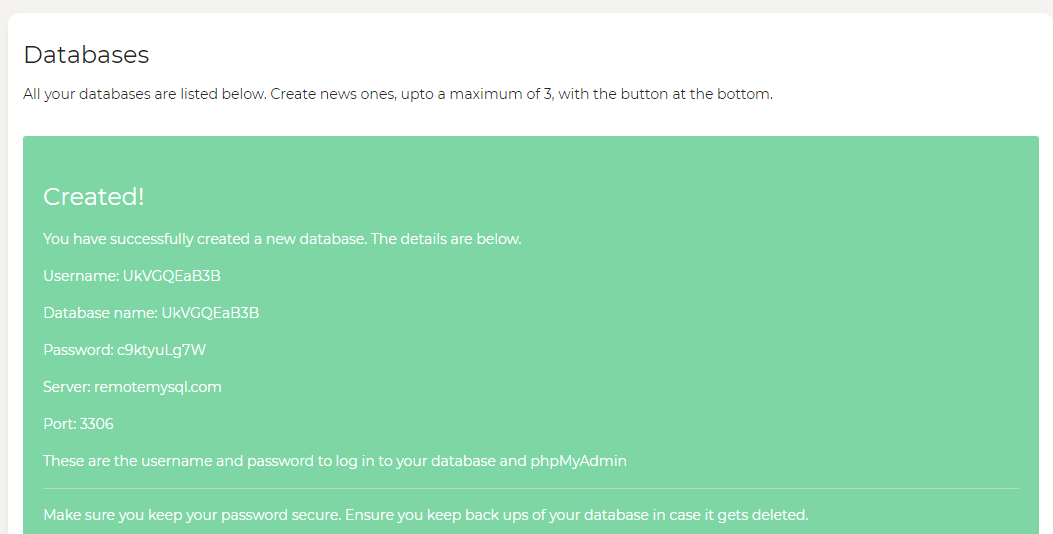 Databases
All your databases are listed below. Create news ones, upto a maximum of 3, with the button at the bottom.
Created!
You have successfully created a new database. The details are below.
Username: UkVGQEaB3B
Database name: UkVGQEaB3B
Password: c9ktyuLg7W
Server: remotemysql.com
Port: 3306
These are the username and password to log in to your database and phpMyAdmin
Make sure you keep your password secure. Ensure you keep back ups of your database in case it gets deleted.